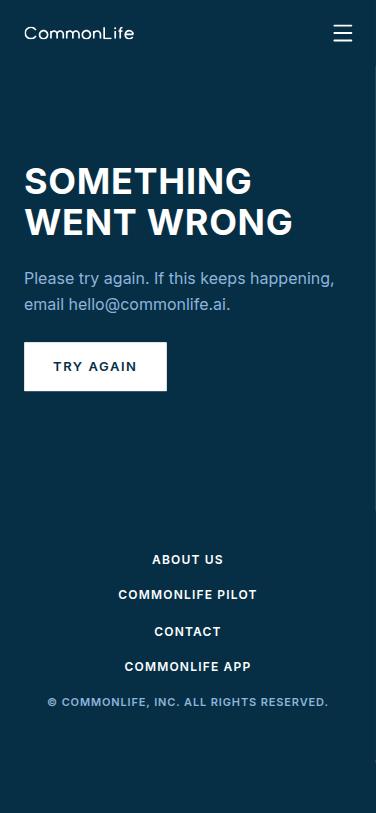 CommonLife
SOMETHING
WENT WRONG
Please try again. If this keeps happening,
email hello@commonlife.ai.
TRY AGAIN
ABOUT US
COMMONLIFE PILOT
CONTACT
COMMONLIFE APP
© COMMONLIFE, INC. ALL RIGHTS RESERVED.